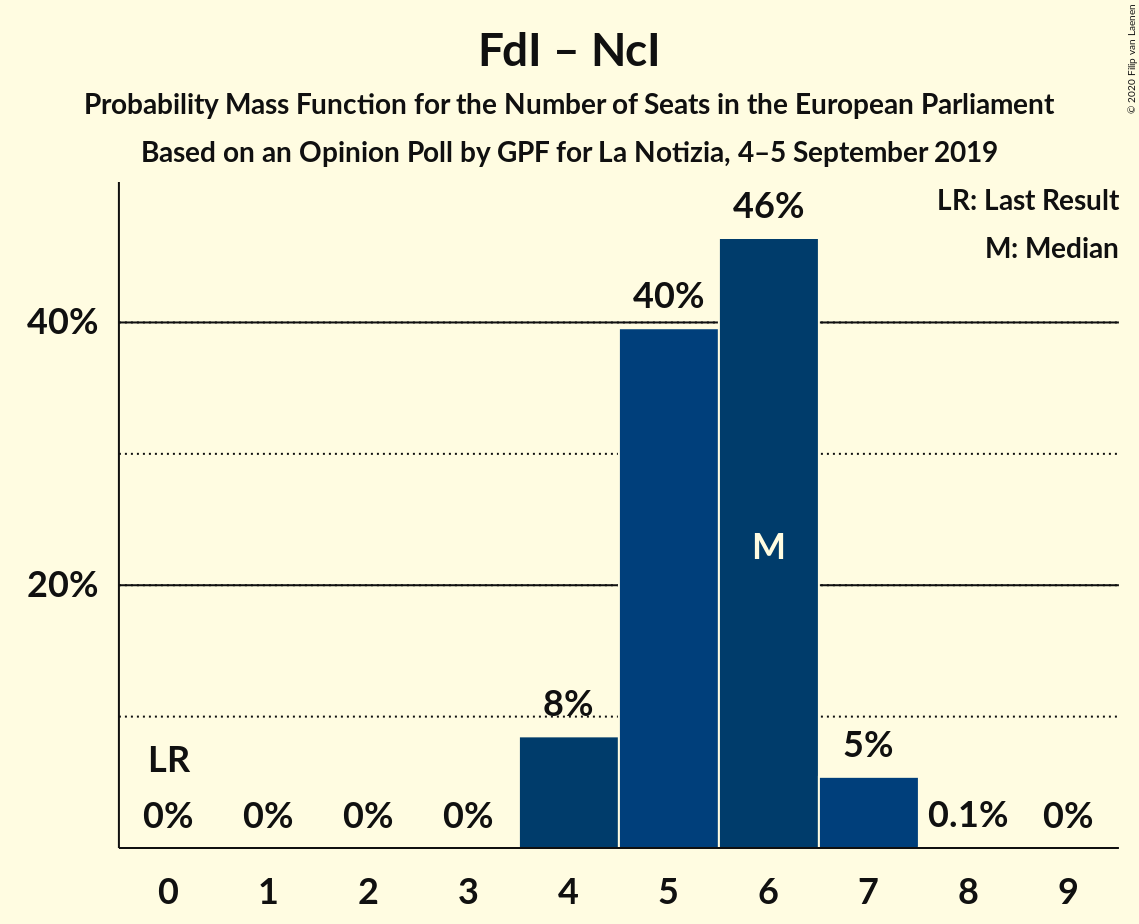 FdI – NcI
Probability Mass Function for the Number of Seats in the European Parliament
Based on an Opinion Poll by GPF for La Notizia, 4–5 September 2019
© 2020 Filip van Laenen
LR: Last Result
M: Median
46%
40%
40%
M
20%
8%
5%
LR
0% 0% 0% 0% 0.1% 0%
0 1 2 3 4 5 6 7 8 9